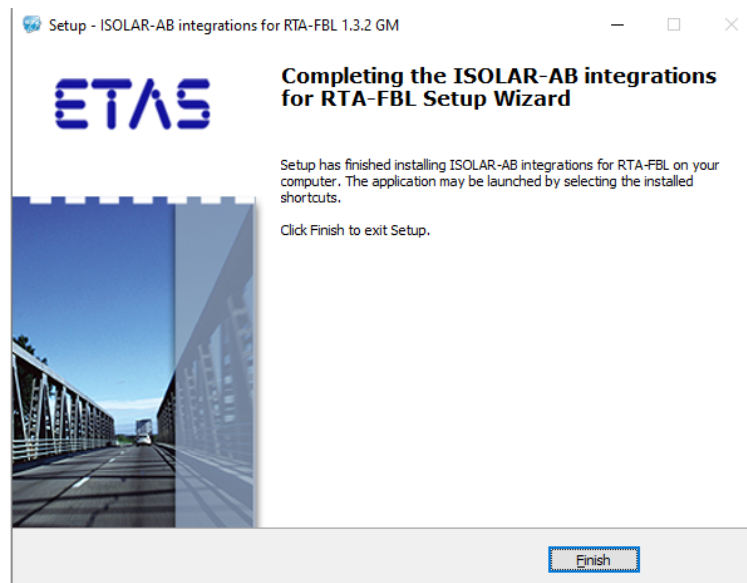 Setup - ISOLAR-AB integrations for RTA-FBL 1.3.2 GM
ETAS
Completing the ISOLAR-AB integrations
for RTA-FBL Setup Wizard
Setup has finished installing ISOLAR-AB integrations for RTA-FBL on your
computer. The application may be launched by selecting the installed
shortcuts.
Click Finish to exit Setup.
Finish